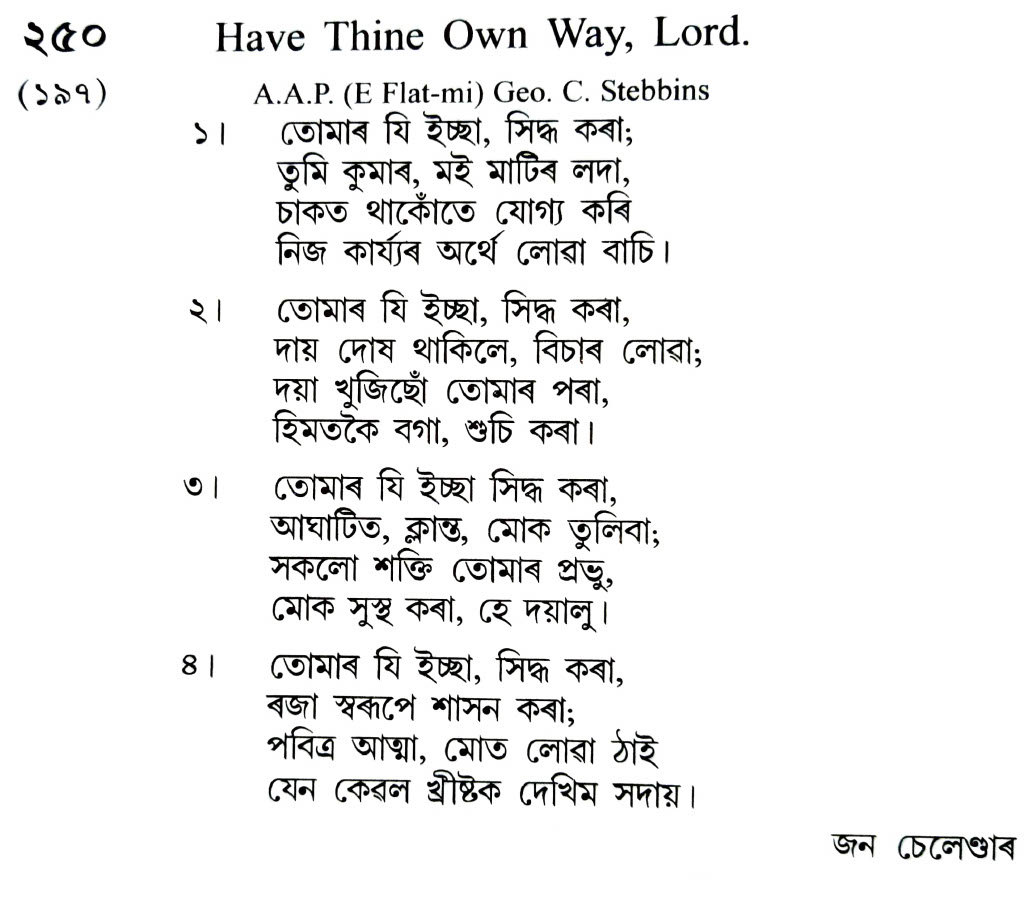 ২৫০ Have Thine Own Way, Lord.
(১৯৭) A.A.P. (E Flat-mi) Geo. C. Stebbins
১। তোমাৰ যি ইচ্ছা, সিদ্ধ কৰা;
তুমি কুমাৰ, মই মাটিৰ লদা,
চাকত থাকোঁতে যোগ্য কৰি
নিজ কাৰ্য্যৰ অৰ্থে লোৱা বাচি।
২। তোমাৰ যি ইচ্ছা, সিদ্ধ কৰা,
দায় দোষ থাকিলে, বিচাৰ লোৱা;
দয়া খুজিছোঁ তোমাৰ পৰা,
হিমতকৈ বগা, শুচি কৰা।
৩। তোমাৰ যি ইচ্ছা সিদ্ধ কৰা,
আঘাটিত, ক্লান্ত, মোক তুলিবা;
সকলো শক্তি তোমাৰ প্ৰভু,
মোক সুস্থ কৰা, হে দয়ালু।
৪। তোমাৰ যি ইচ্ছা, সিদ্ধ কৰা,
ৰজা স্বৰূপে শাসন কৰা;
পবিত্ৰ আত্মা, মোত লোৱা ঠাই
যেন কেৱল খ্ৰীষ্টক দেখিম সদায়।
জন চেলেণ্ডাৰ